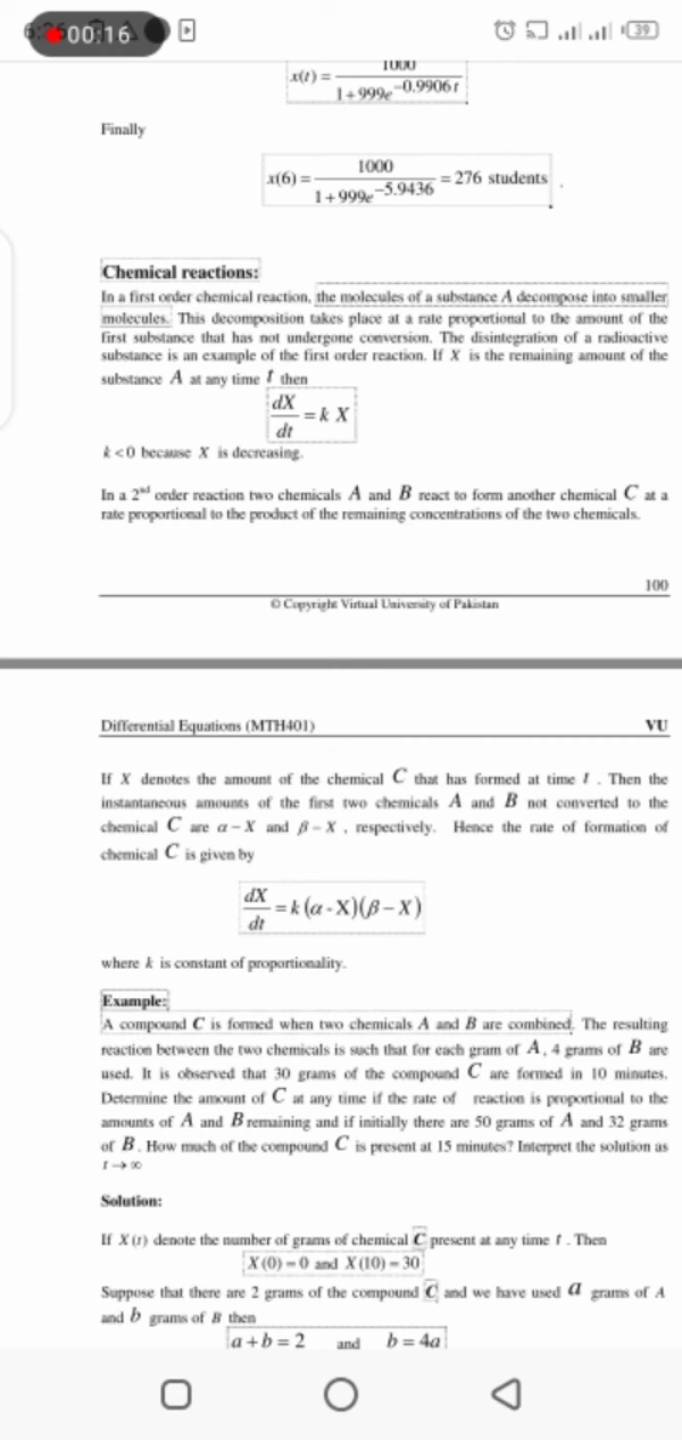 00:16
39
x(t) = 1000 / 1+999e^-0.9906t
Finally
x(6) = 1000 / 1+999e^-5.9436 = 276 students .
Chemical reactions:
In a first order chemical reaction, the molecules of a substance A decompose into smaller
molecules. This decomposition takes place at a rate proportional to the amount of the
first substance that has not undergone conversion. The disintegration of a radioactive
substance is an example of the first order reaction. If X is the remaining amount of the
substance A at any time t then
dX/dt = k X
k < 0 because X is decreasing.
In a 2nd order reaction two chemicals A and B react to form another chemical C at a
rate proportional to the product of the remaining concentrations of the two chemicals.
100
© Copyright Virtual University of Pakistan
Differential Equations (MTH401) VU
If X denotes the amount of the chemical C that has formed at time t . Then the
instantaneous amounts of the first two chemicals A and B not converted to the
chemical C are α-X and β-X , respectively. Hence the rate of formation of
chemical C is given by
dX/dt = k (α-X)(β-X)
where k is constant of proportionality.
Example:
A compound C is formed when two chemicals A and B are combined. The resulting
reaction between the two chemicals is such that for each gram of A , 4 grams of B are
used. It is observed that 30 grams of the compound C are formed in 10 minutes.
Determine the amount of C at any time if the rate of reaction is proportional to the
amounts of A and B remaining and if initially there are 50 grams of A and 32 grams
of B . How much of the compound C is present at 15 minutes? Interpret the solution as
t→∞
Solution:
If X(t) denote the number of grams of chemical C present at any time t . Then
X(0)=0 and X(10)=30
Suppose that there are 2 grams of the compound C and we have used a grams of A
and b grams of B then
a+b=2 and b=4a